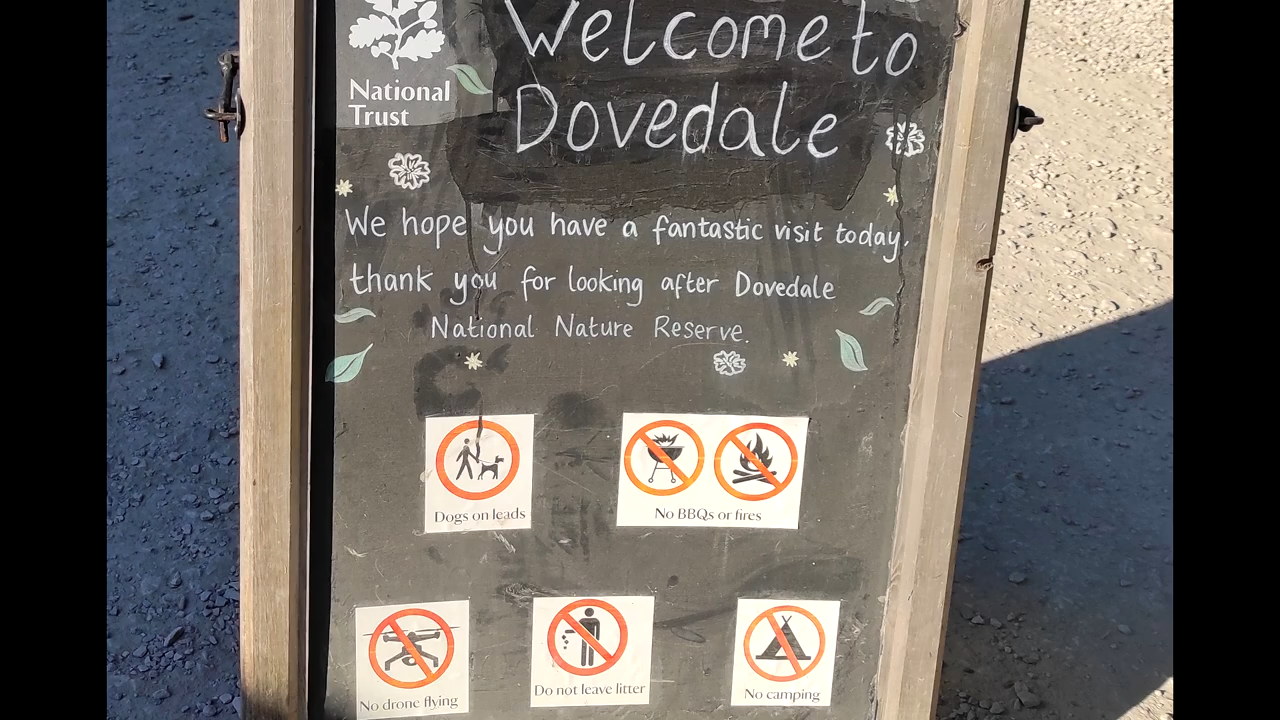 National
Trust
Welcome to
Dovedale
We hope you have a fantastic visit today,
thank you for looking after Dovedale
National Nature Reserve.
Dogs on leads
No BBQs or fires
No drone flying
Do not leave litter
No camping